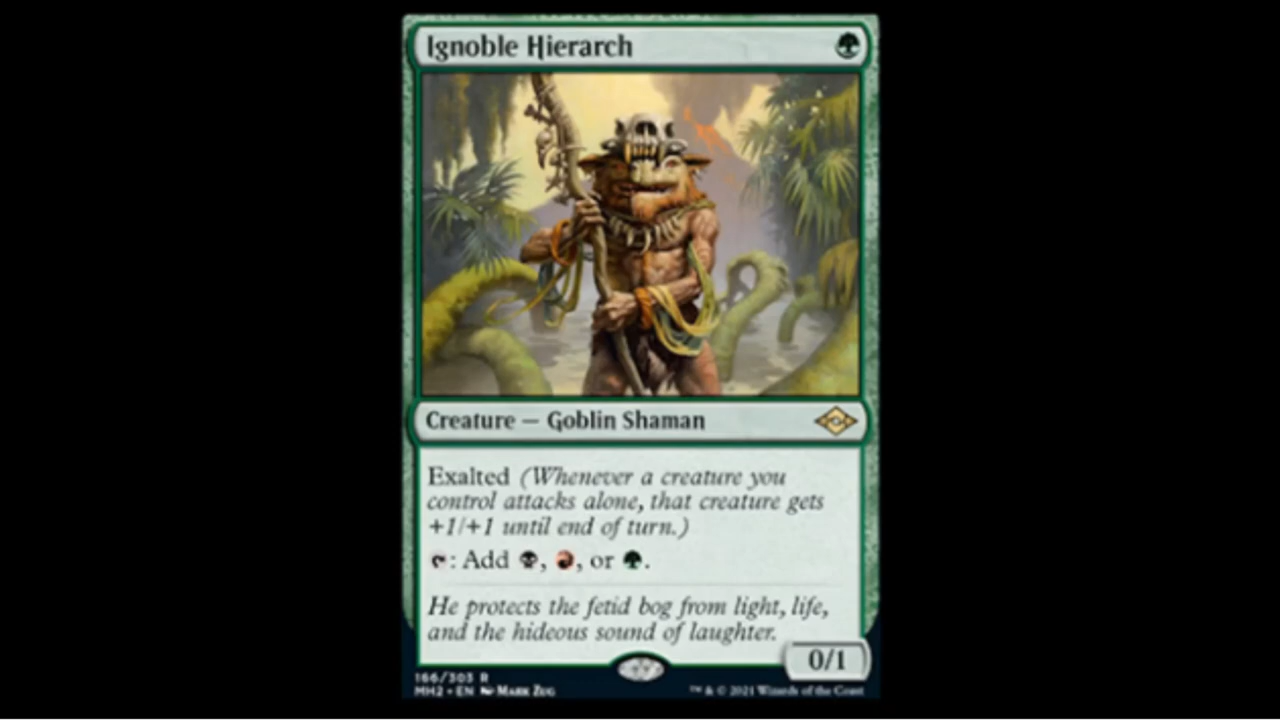 Ignoble Hierarch
Creature — Goblin Shaman
Exalted (Whenever a creature you
control attacks alone, that creature gets
+1/+1 until end of turn.)
: Add , , or .
He protects the fetid bog from light, life,
and the hideous sound of laughter.
0/1
166/303 R
MH2 • EN Mark Zug
™ & © 2021 Wizards of the Coast